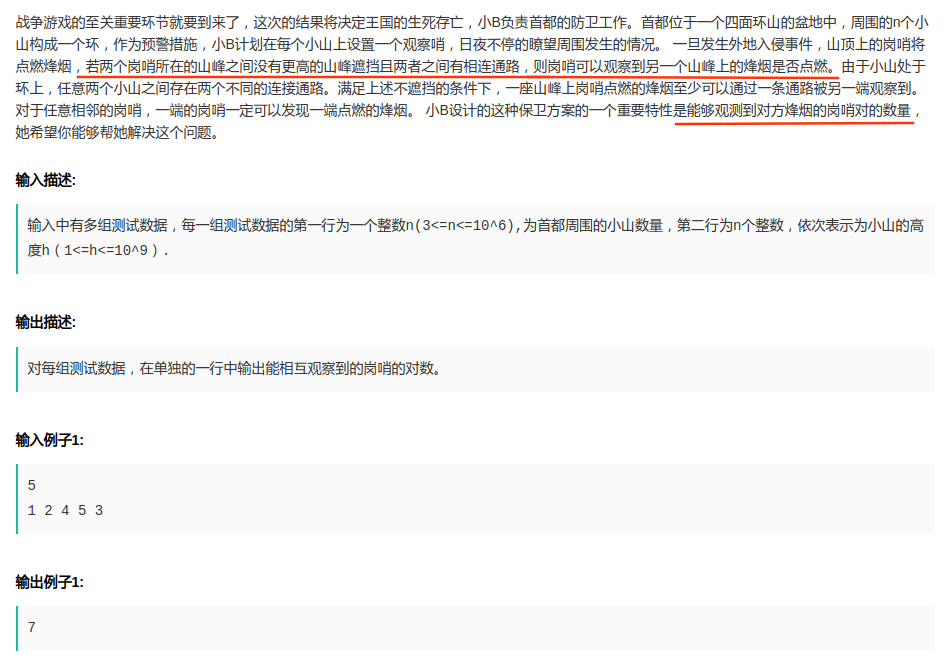 战争游戏的至关重要环节就要到来了，这次的结果将决定王国的生死存亡，小B负责首都的防卫工作。首都位于一个四面环山的盆地中，周围的n个小
山构成一个环，作为预警措施，小B计划在每个小山上设置一个观察哨，日夜不停的瞭望周围发生的情况。 一旦发生外地入侵事件，山顶上的岗哨将
点燃烽烟，若两个岗哨所在的山峰之间没有更高的山峰遮挡且两者之间有相连通路，则岗哨可以观察到另一个山峰上的烽烟是否点燃。由于小山处于
环上，任意两个小山之间存在两个不同的连接通路。满足上述不遮挡的条件下，一座山峰上岗哨点燃的烽烟至少可以通过一条通路被另一端观察到。
对于任意相邻的岗哨，一端的岗哨一定可以发现一端点燃的烽烟。 小B设计的这种保卫方案的一个重要特性是能够观测到对方烽烟的岗哨对的数量，
她希望你能够帮她解决这个问题。
输入描述:
输入中有多组测试数据，每一组测试数据的第一行为一个整数n(3<=n<=10^6),为首都周围的小山数量，第二行为n个整数，依次表示为小山的高
度h（1<=h<=10^9）.
输出描述:
对每组测试数据，在单独的一行中输出能相互观察到的岗哨的对数。
输入例子1:
5
1 2 4 5 3
输出例子1:
7